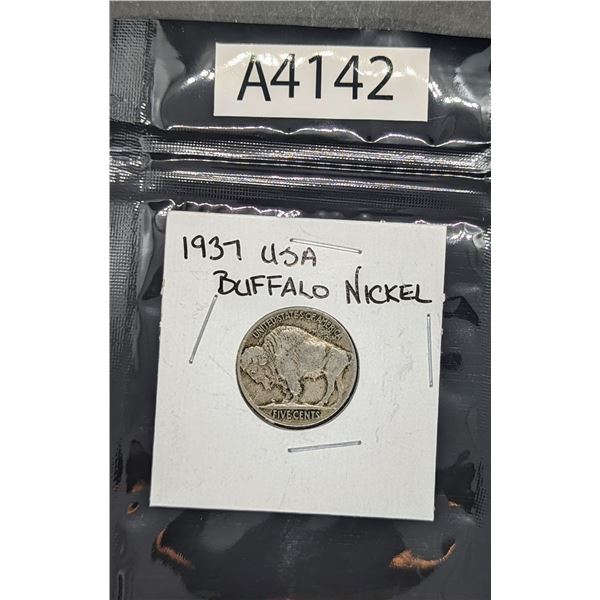 A4142
1937 USA
BUFFALO NICKEL
UNITED STATES OF AMERICA
FIVE CENTS